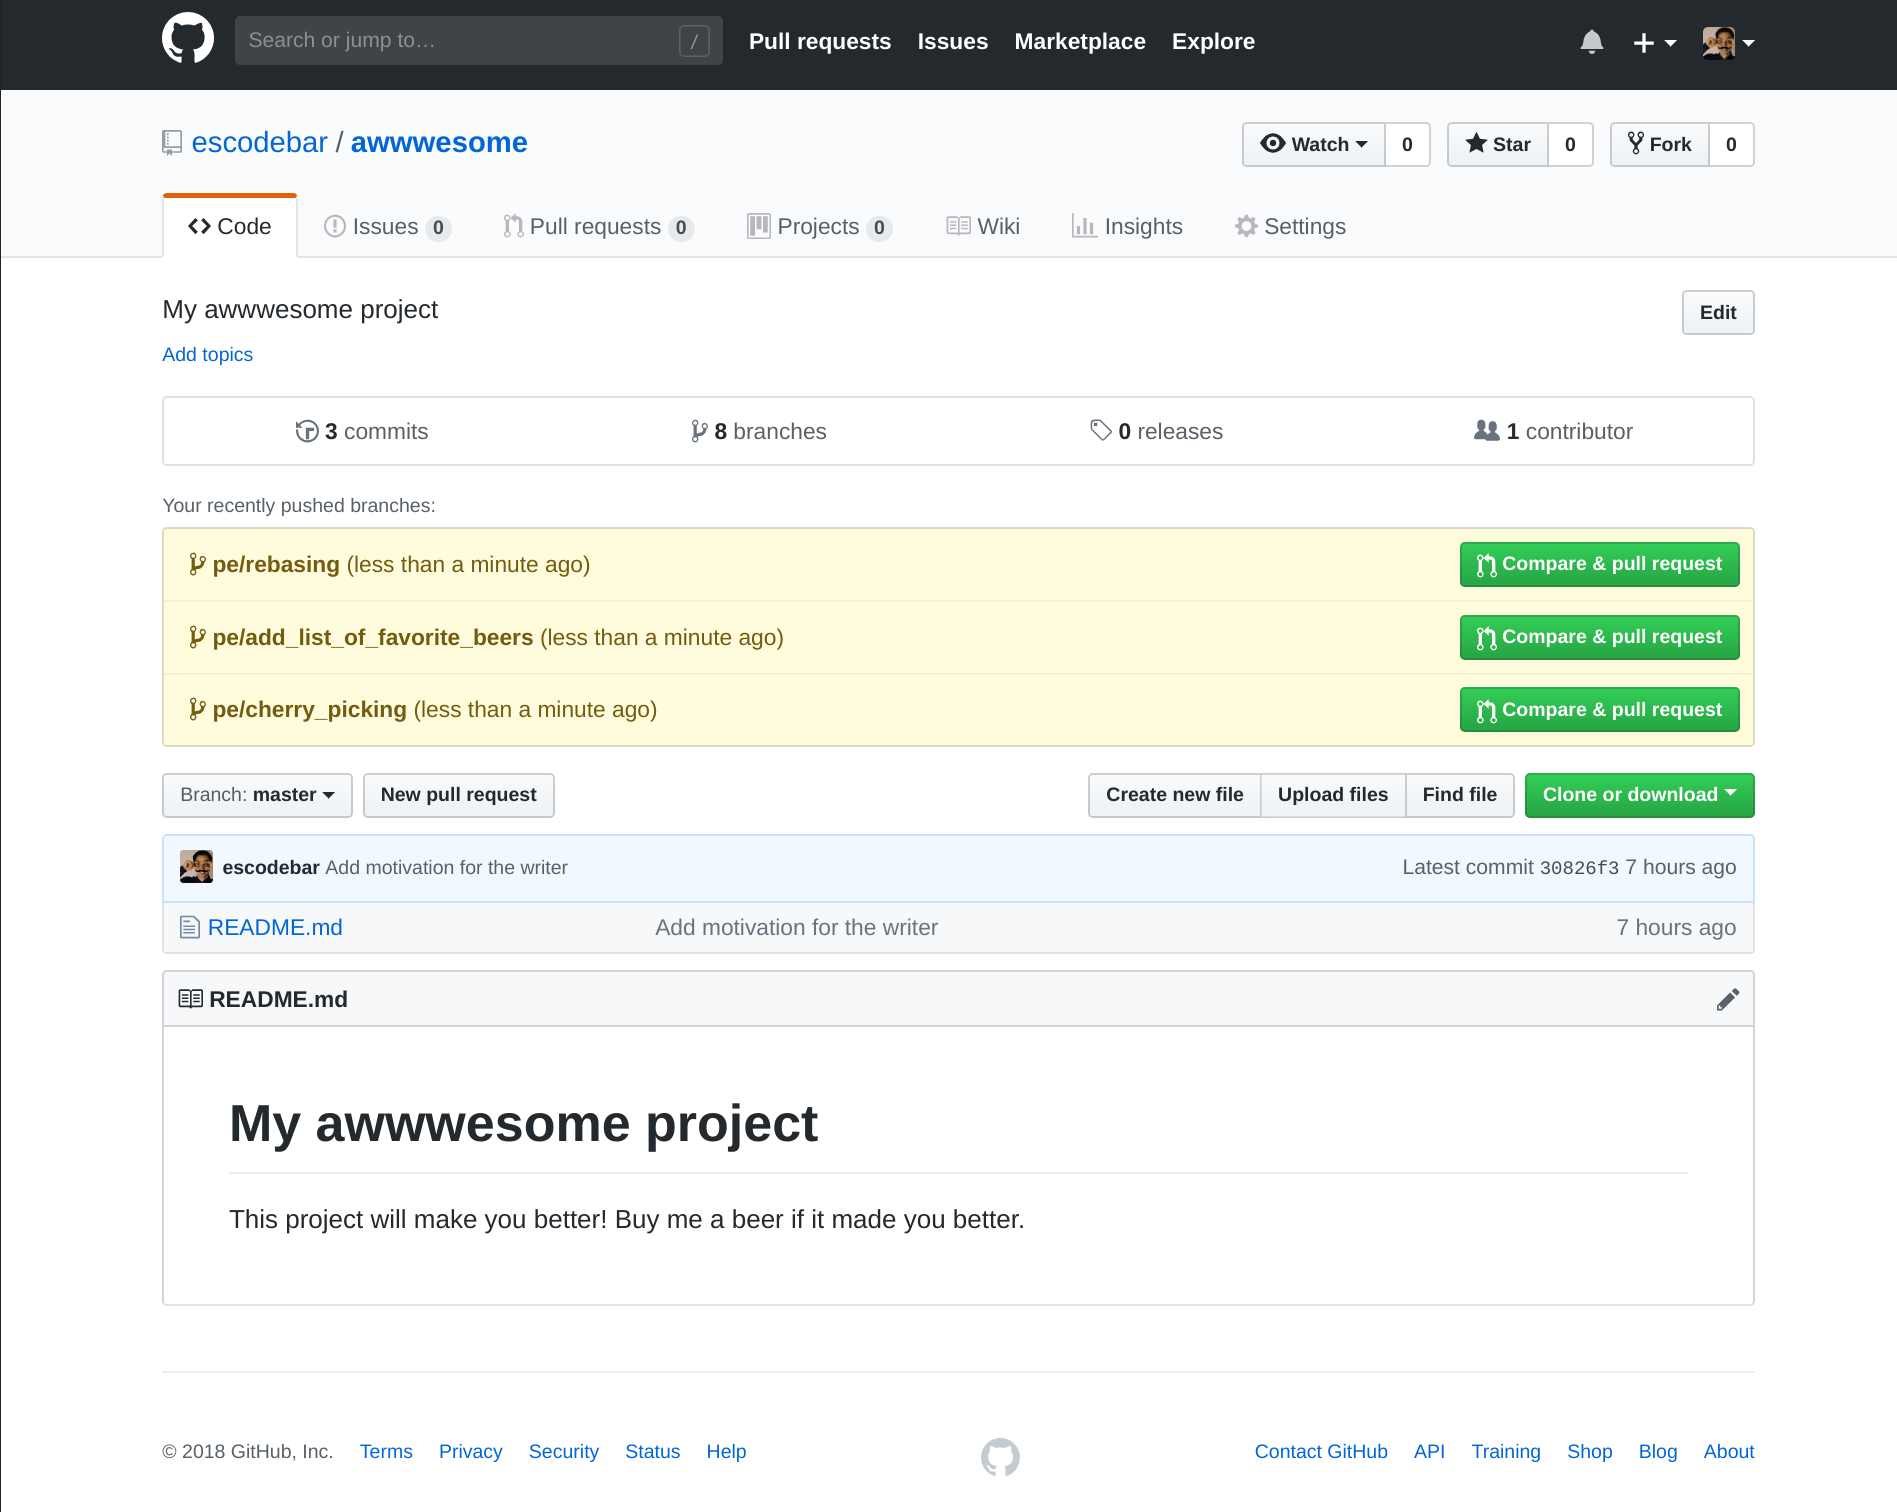 Search or jump to… / Pull requests Issues Marketplace Explore
escodebar / awwwesome Watch 0 Star 0 Fork 0
Code Issues 0 Pull requests 0 Projects 0 Wiki Insights Settings
My awwwesome project Edit
Add topics
3 commits 8 branches 0 releases 1 contributor
Your recently pushed branches:
pe/rebasing (less than a minute ago) Compare & pull request
pe/add_list_of_favorite_beers (less than a minute ago) Compare & pull request
pe/cherry_picking (less than a minute ago) Compare & pull request
Branch: master New pull request Create new file Upload files Find file Clone or download
escodebar Add motivation for the writer Latest commit 30826f3 7 hours ago
README.md Add motivation for the writer 7 hours ago
README.md
My awwwesome project
This project will make you better! Buy me a beer if it made you better.
© 2018 GitHub, Inc. Terms Privacy Security Status Help Contact GitHub API Training Shop Blog About